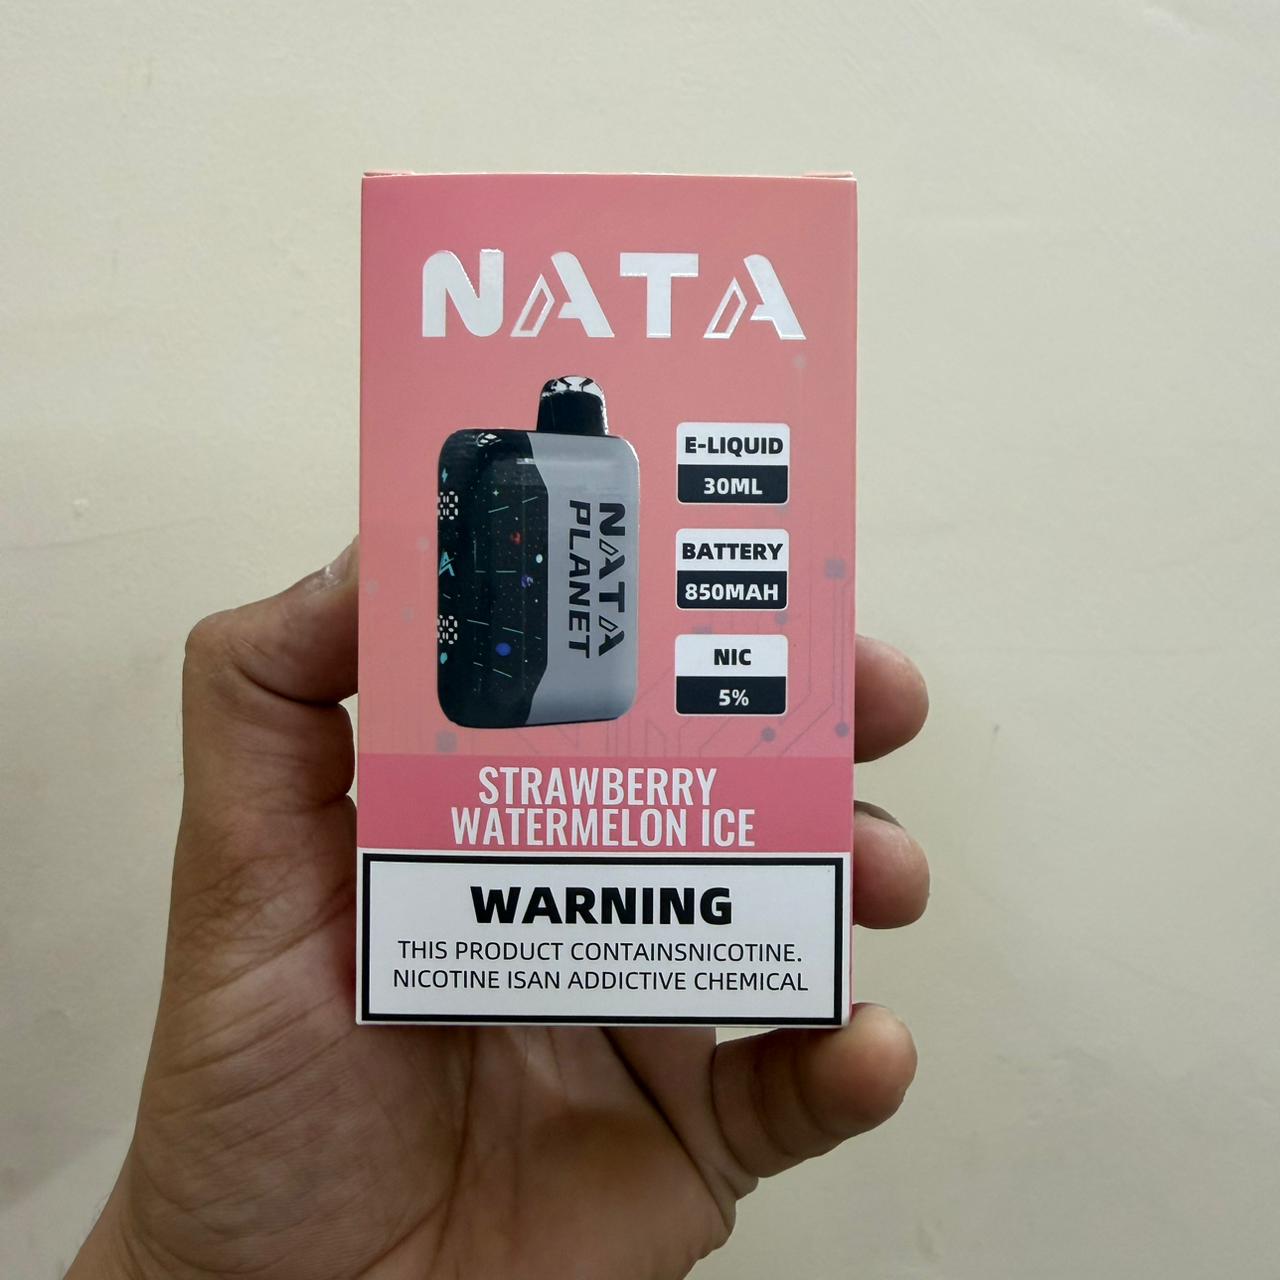 NATA
NATA
PLANET
E-LIQUID
30ML
BATTERY
850MAH
NIC
5%
STRAWBERRY
WATERMELON ICE
WARNING
THIS PRODUCT CONTAINSNICOTINE.
NICOTINE ISAN ADDICTIVE CHEMICAL